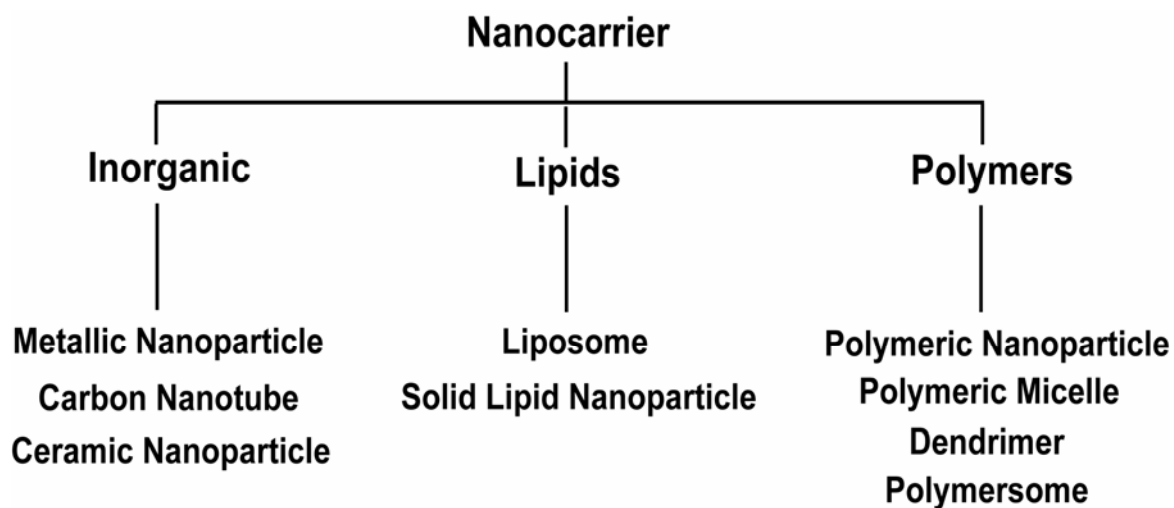 Nanocarrier
Inorganic
Lipids
Polymers
Metallic Nanoparticle
Carbon Nanotube
Ceramic Nanoparticle
Liposome
Solid Lipid Nanoparticle
Polymeric Nanoparticle
Polymeric Micelle
Dendrimer
Polymersome